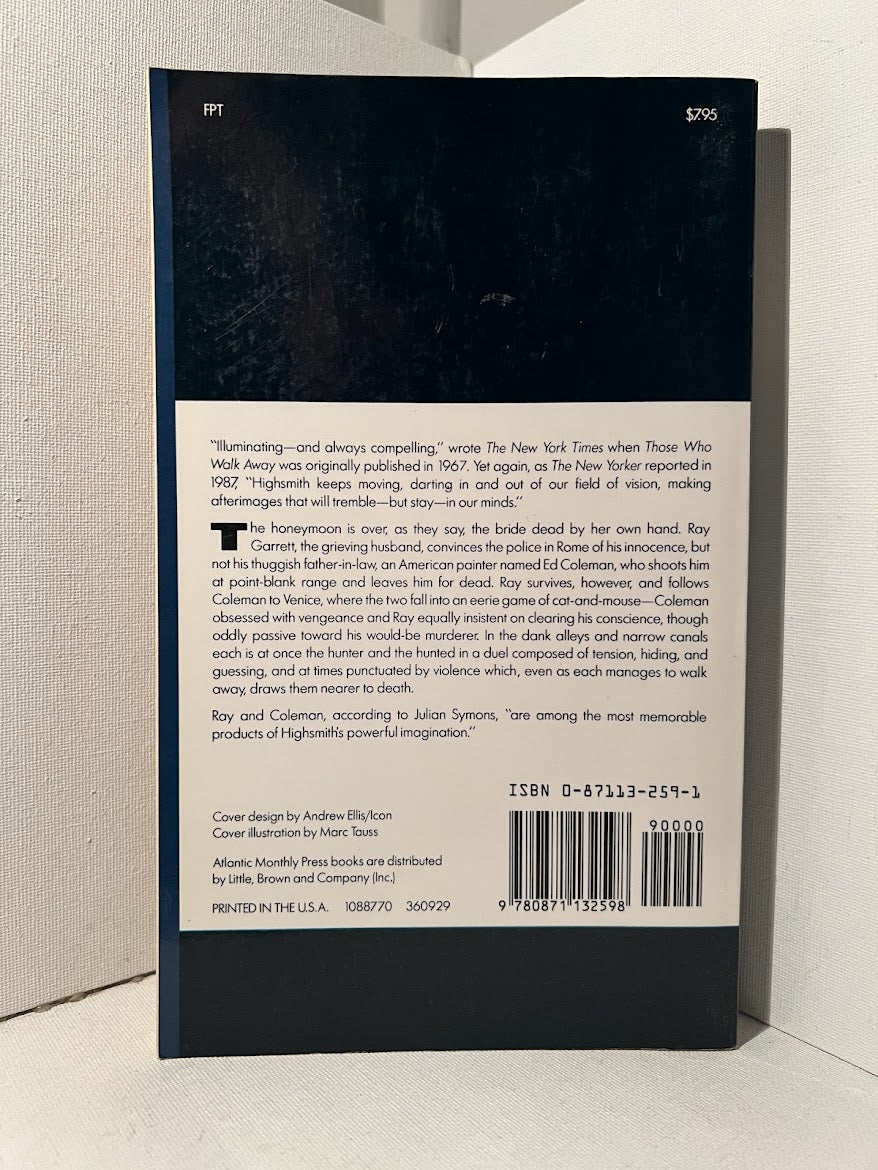 FPT
$7.95
"Illuminating—and always compelling," wrote The New York Times when Those Who
Walk Away was originally published in 1967. Yet again, as The New Yorker reported in
1987, "Highsmith keeps moving, darting in and out of our field of vision, making
afterimages that will tremble—but stay—in our minds."
The honeymoon is over, as they say, the bride dead by her own hand. Ray
Garrett, the grieving husband, convinces the police in Rome of his innocence, but
not his thuggish father-in-law, an American painter named Ed Coleman, who shoots him
at point-blank range and leaves him for dead. Ray survives, however, and follows
Coleman to Venice, where the two fall into an eerie game of cat-and-mouse—Coleman
obsessed with vengeance and Ray equally insistent on clearing his conscience, though
oddly passive toward his would-be murderer. In the dank alleys and narrow canals
each is at once the hunter and the hunted in a duel composed of tension, hiding, and
guessing, and at times punctuated by violence which, even as each manages to walk
away, draws them nearer to death.
Ray and Coleman, according to Julian Symons, "are among the most memorable
products of Highsmith's powerful imagination."
ISBN 0-87113-259-1
90000
9 780871 132598
Cover design by Andrew Ellis/Icon
Cover illustration by Marc Tauss
Atlantic Monthly Press books are distributed
by Little, Brown and Company (Inc.)
PRINTED IN THE U.S.A. 1088770 360929